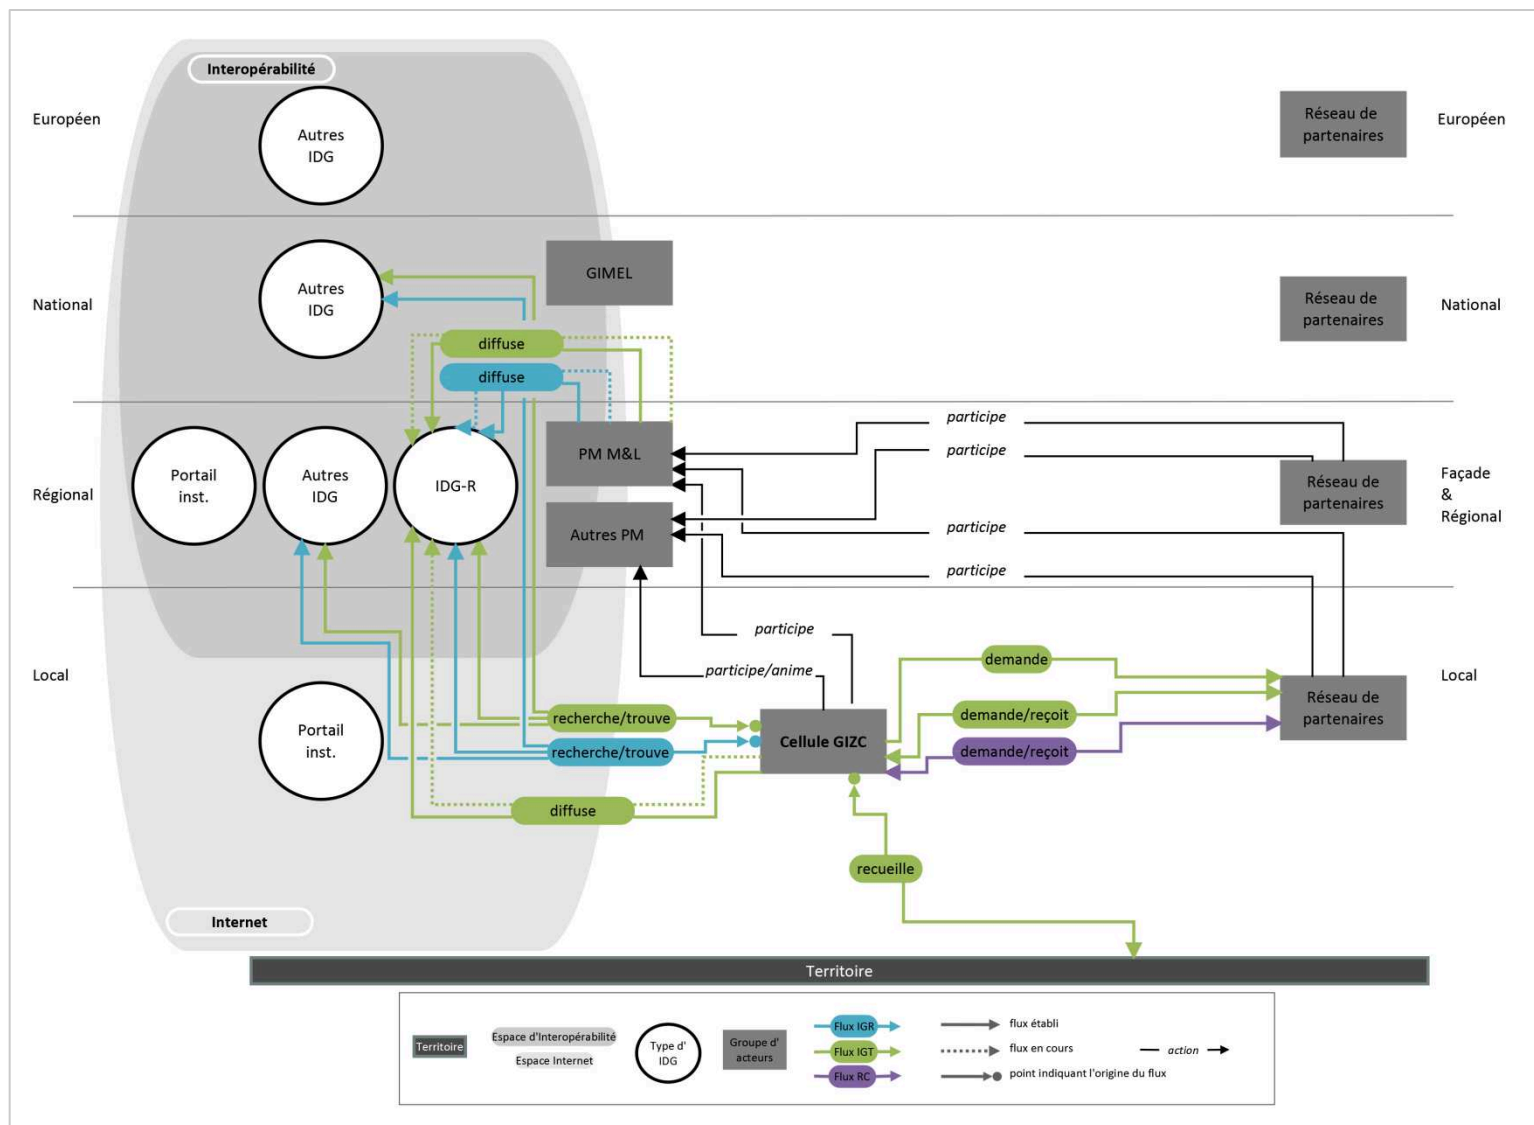 Interopérabilité
Européen
Autres
IDG
Réseau de
partenaires
Européen
National
Autres
IDG
GIMEL
Réseau de
partenaires
National
diffuse
diffuse
Régional
Portail
inst.
Autres
IDG
IDG-R
PM M&L
Autres PM
participe
participe
participe
participe
Réseau de
partenaires
Façade
&
Régional
Local
participe
participe/anime
demande
Local
Portail
inst.
recherche/trouve
recherche/trouve
Cellule GIZC
demande/reçoit
demande/reçoit
Réseau de
partenaires
diffuse
recueille
Internet
Territoire
Territoire
Espace d'Interopérabilité
Espace Internet
Type d'
IDG
Groupe d'
acteurs
Flux IGR
Flux IGT
Flux RC
flux établi
flux en cours
point indiquant l'origine du flux
action